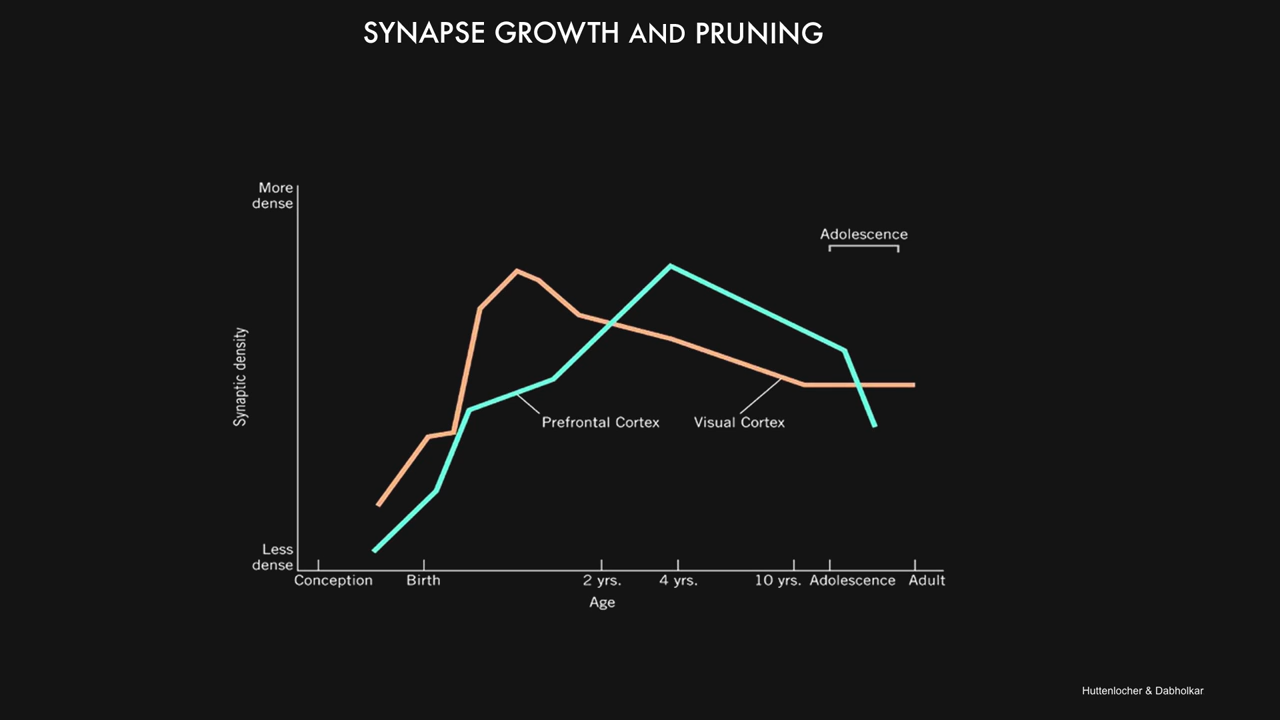 SYNAPSE GROWTH AND PRUNING
More
dense
Adolescence
Synaptic density
Prefrontal Cortex
Visual Cortex
Less
dense
Conception
Birth
2 yrs.
4 yrs.
10 yrs.
Adolescence
Adult
Age
Huttenlocher & Dabholkar